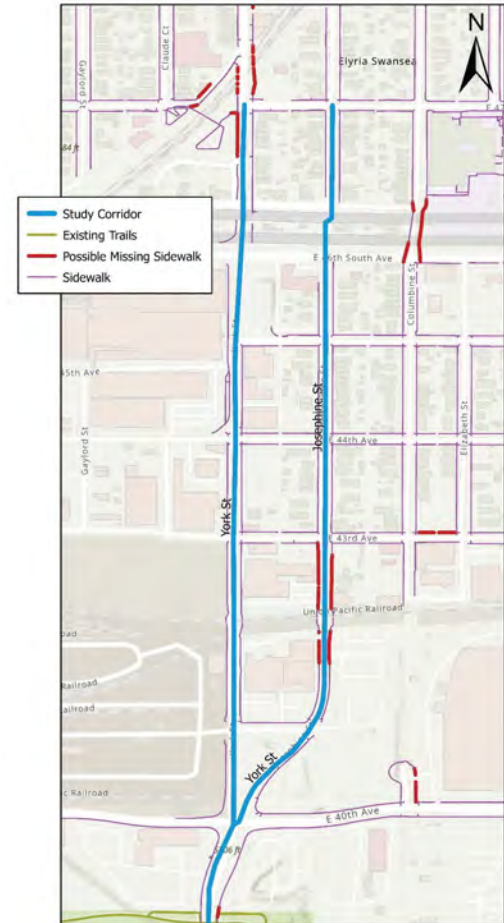 N
Claude Ct
Gaylord St
Elyria Swansea
Study Corridor
Existing Trails
Possible Missing Sidewalk
Sidewalk
E 46th South Ave
Columbine St
45th Ave
Josephine St
Elizabeth St
E 44th Ave
Gaylord St
York St
E 43rd Ave
Union Pacific Railroad
Railroad
York St
E 40th Ave